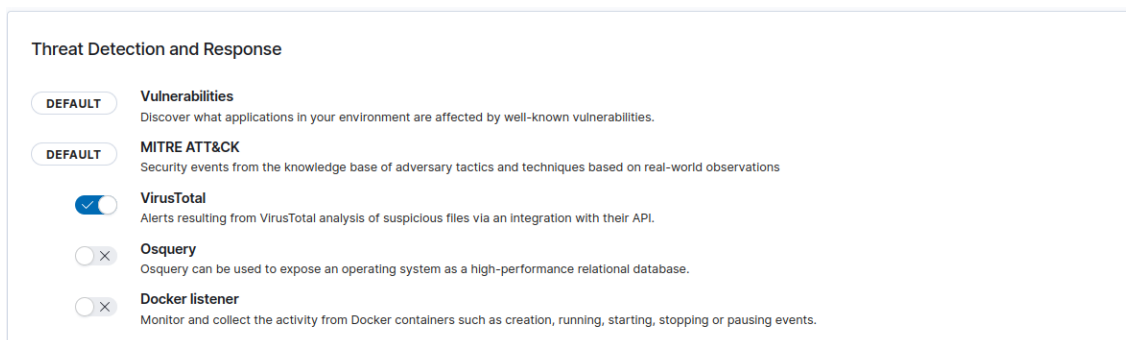 Threat Detection and Response
DEFAULT
Vulnerabilities
Discover what applications in your environment are affected by well-known vulnerabilities.
DEFAULT
MITRE ATT&CK
Security events from the knowledge base of adversary tactics and techniques based on real-world observations
VirusTotal
Alerts resulting from VirusTotal analysis of suspicious files via an integration with their API.
Osquery
Osquery can be used to expose an operating system as a high-performance relational database.
Docker listener
Monitor and collect the activity from Docker containers such as creation, running, starting, stopping or pausing events.